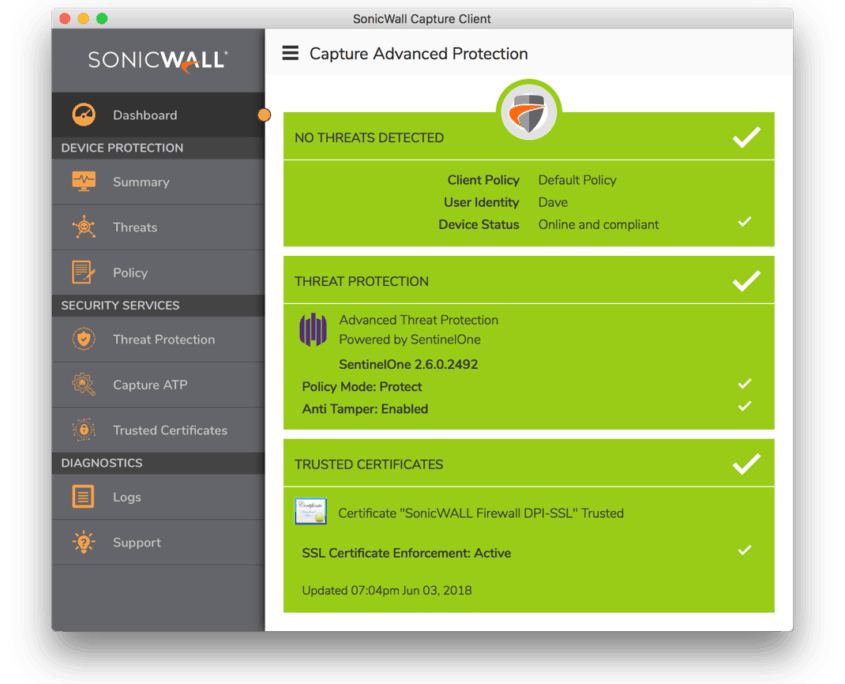 SonicWall Capture Client
SONICWALL
Capture Advanced Protection
Dashboard
DEVICE PROTECTION
Summary
Threats
Policy
SECURITY SERVICES
Threat Protection
Capture ATP
Trusted Certificates
DIAGNOSTICS
Logs
Support
NO THREATS DETECTED
Client Policy Default Policy
User Identity Dave
Device Status Online and compliant
THREAT PROTECTION
Advanced Threat Protection
Powered by SentinelOne
SentinelOne 2.6.0.2492
Policy Mode: Protect
Anti Tamper: Enabled
TRUSTED CERTIFICATES
Certificate
Certificate "SonicWALL Firewall DPI-SSL" Trusted
SSL Certificate Enforcement: Active
Updated 07:04pm Jun 03, 2018